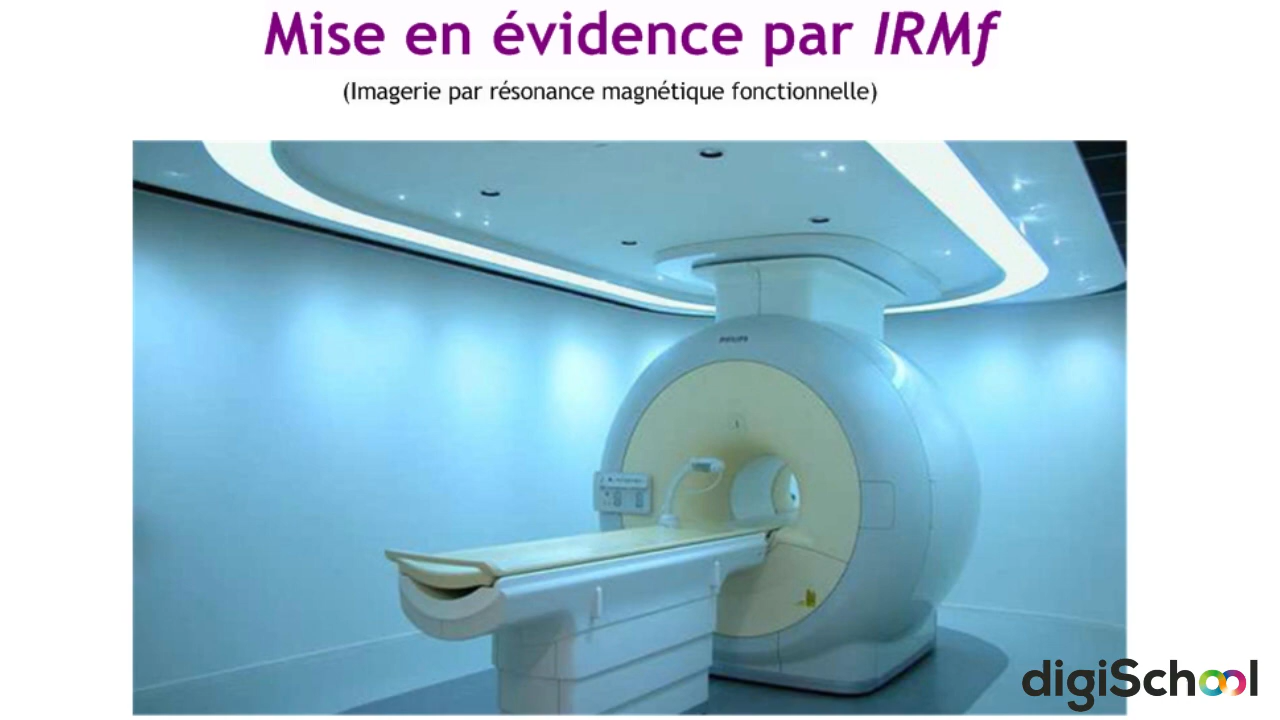 Mise en évidence par IRMf
(Imagerie par résonance magnétique fonctionnelle)
PHILIPS
digiSchool